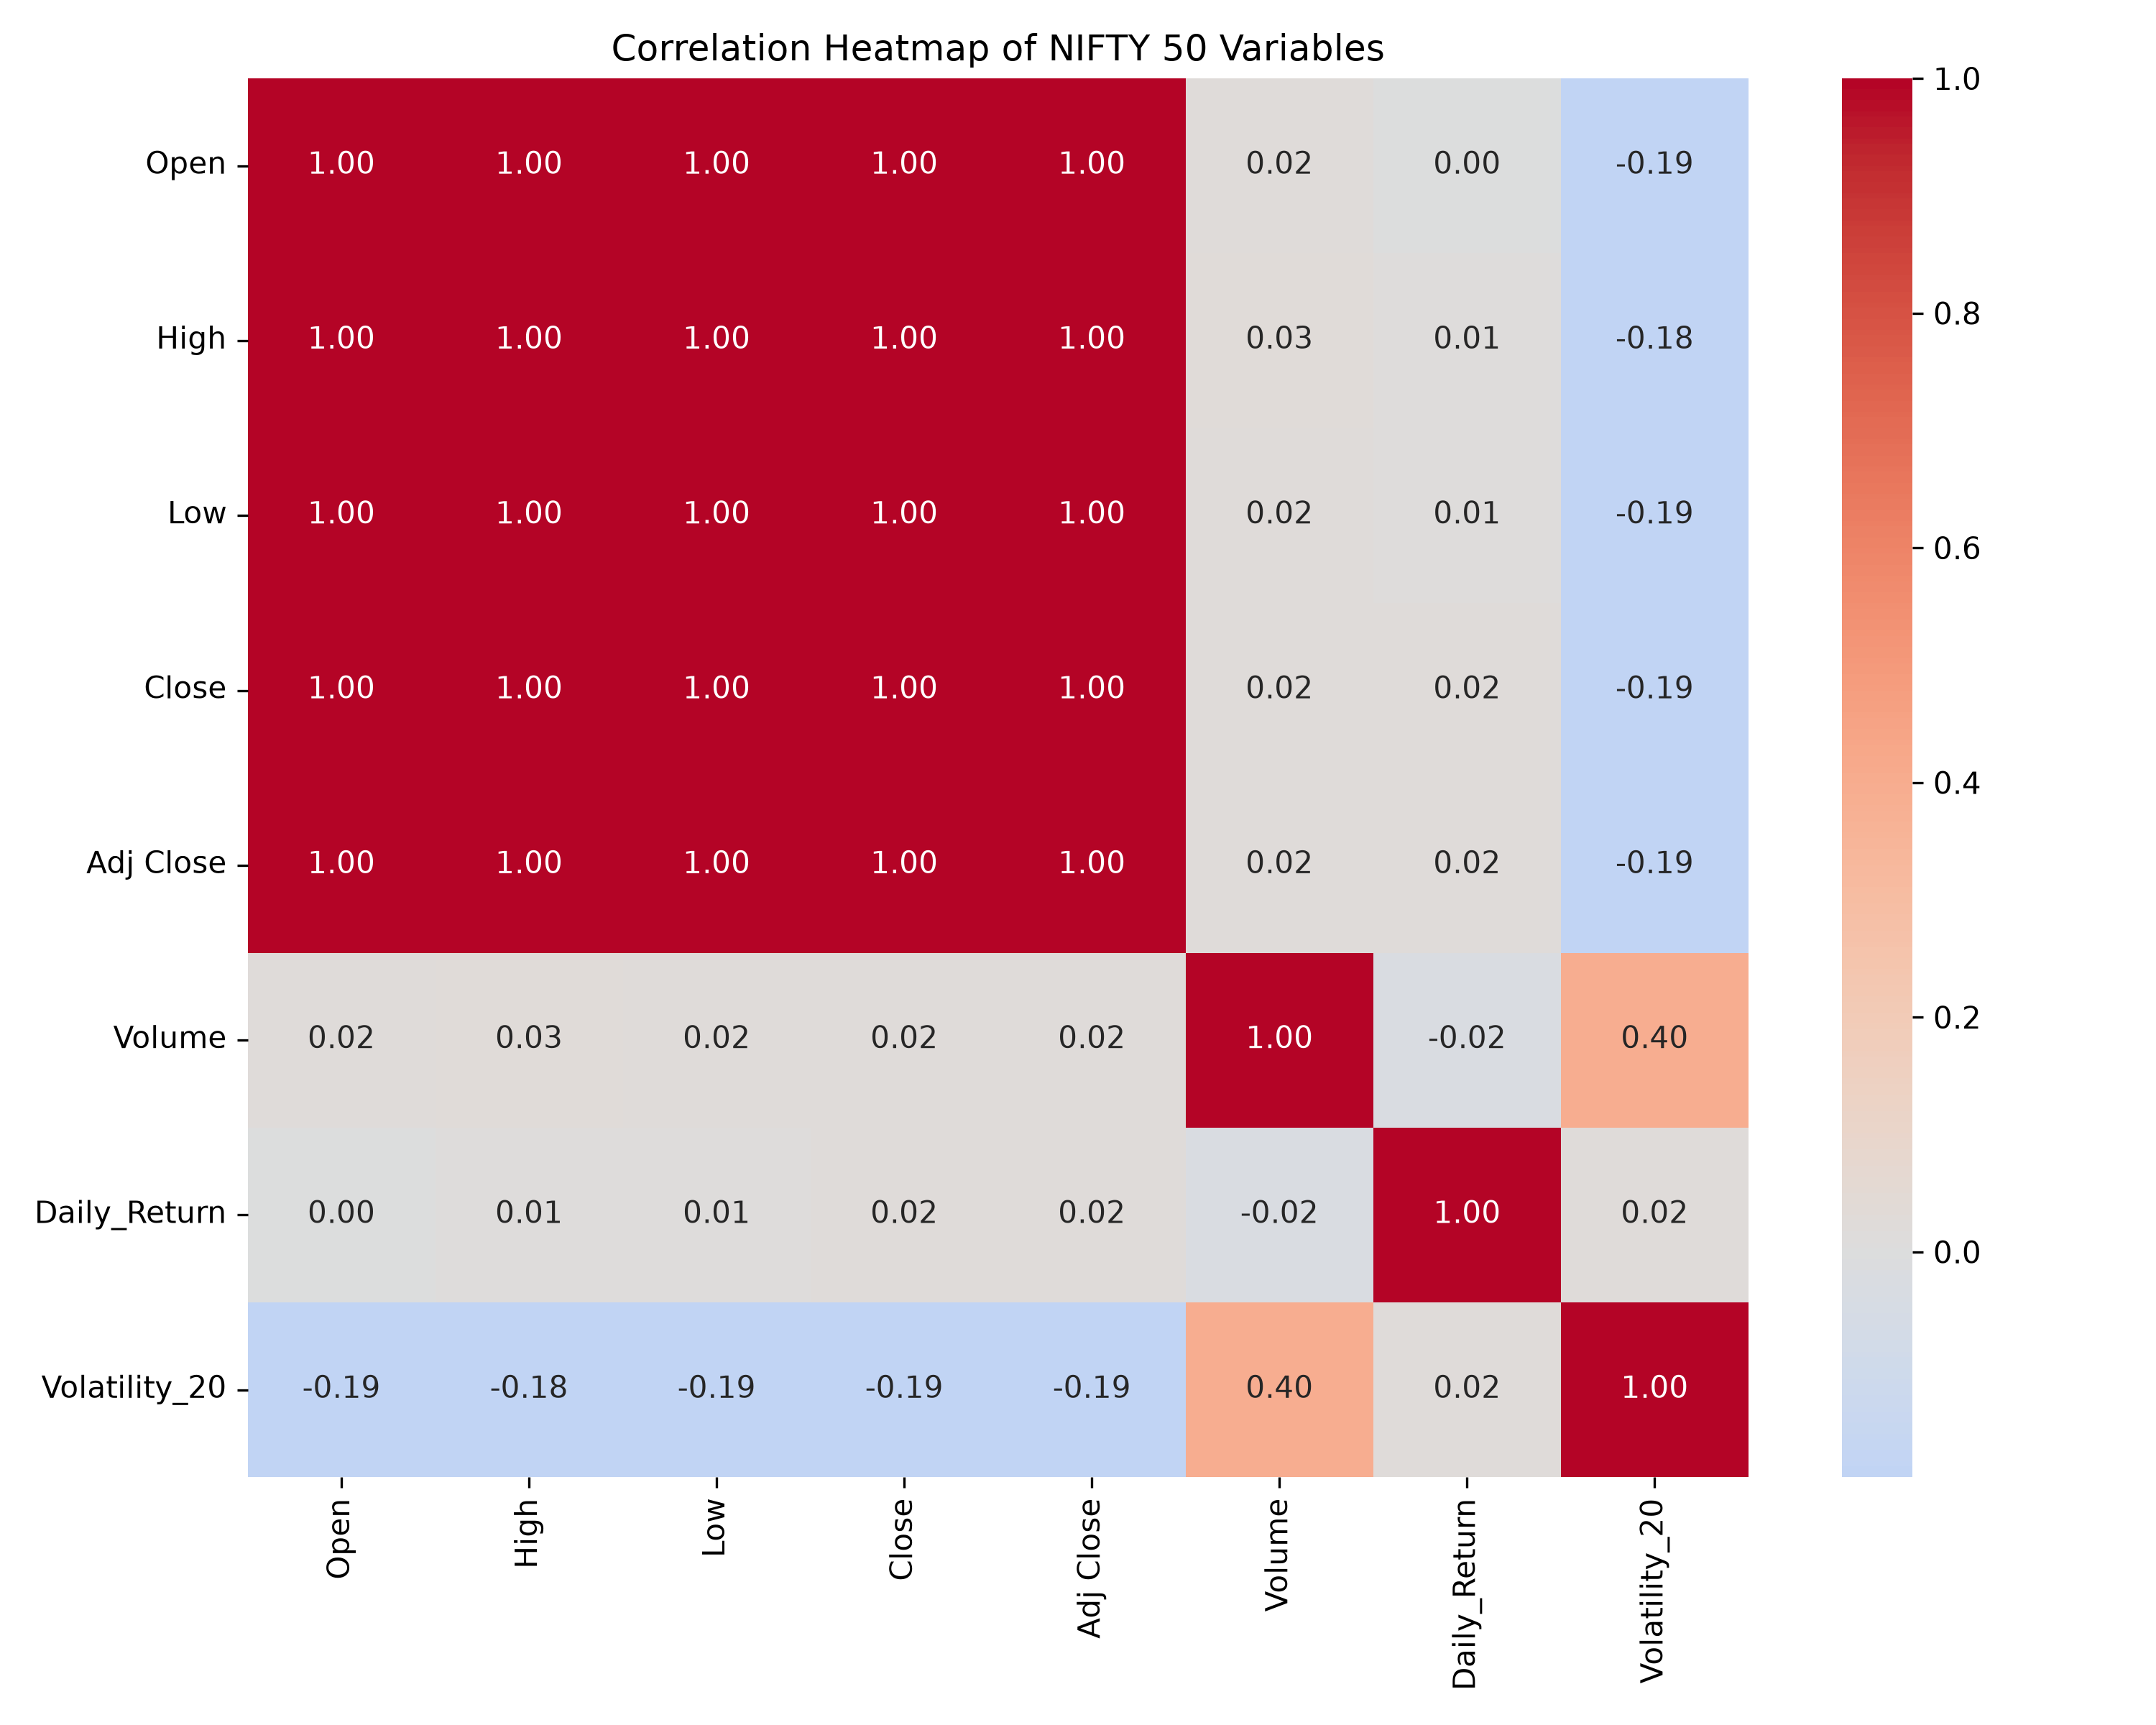 Correlation Heatmap of NIFTY 50 Variables
Open 1.00 1.00 1.00 1.00 1.00 0.02 0.00 -0.19
High 1.00 1.00 1.00 1.00 1.00 0.03 0.01 -0.18
Low 1.00 1.00 1.00 1.00 1.00 0.02 0.01 -0.19
Close 1.00 1.00 1.00 1.00 1.00 0.02 0.02 -0.19
Adj Close 1.00 1.00 1.00 1.00 1.00 0.02 0.02 -0.19
Volume 0.02 0.03 0.02 0.02 0.02 1.00 -0.02 0.40
Daily_Return 0.00 0.01 0.01 0.02 0.02 -0.02 1.00 0.02
Volatility_20 -0.19 -0.18 -0.19 -0.19 -0.19 0.40 0.02 1.00
Open
High
Low
Close
Adj Close
Volume
Daily_Return
Volatility_20
1.0
0.8
0.6
0.4
0.2
0.0